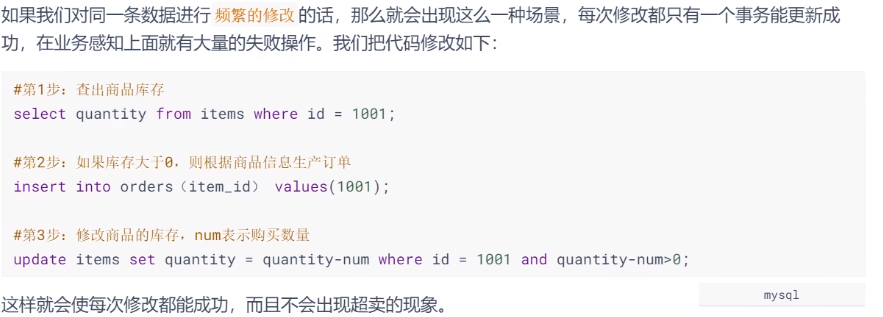 如果我们对同一条数据进行 频繁的修改 的话，那么就会出现这么一种场景，每次修改都只有一个事务能更新成
功，在业务感知上面就有大量的失败操作。我们把代码修改如下：
#第1步：查出商品库存
select quantity from items where id = 1001;
#第2步：如果库存大于0，则根据商品信息生产订单
insert into orders（item_id） values(1001);
#第3步：修改商品的库存，num表示购买数量
update items set quantity = quantity-num where id = 1001 and quantity-num>0;
mysql
这样就会使每次修改都能成功，而且不会出现超卖的现象。